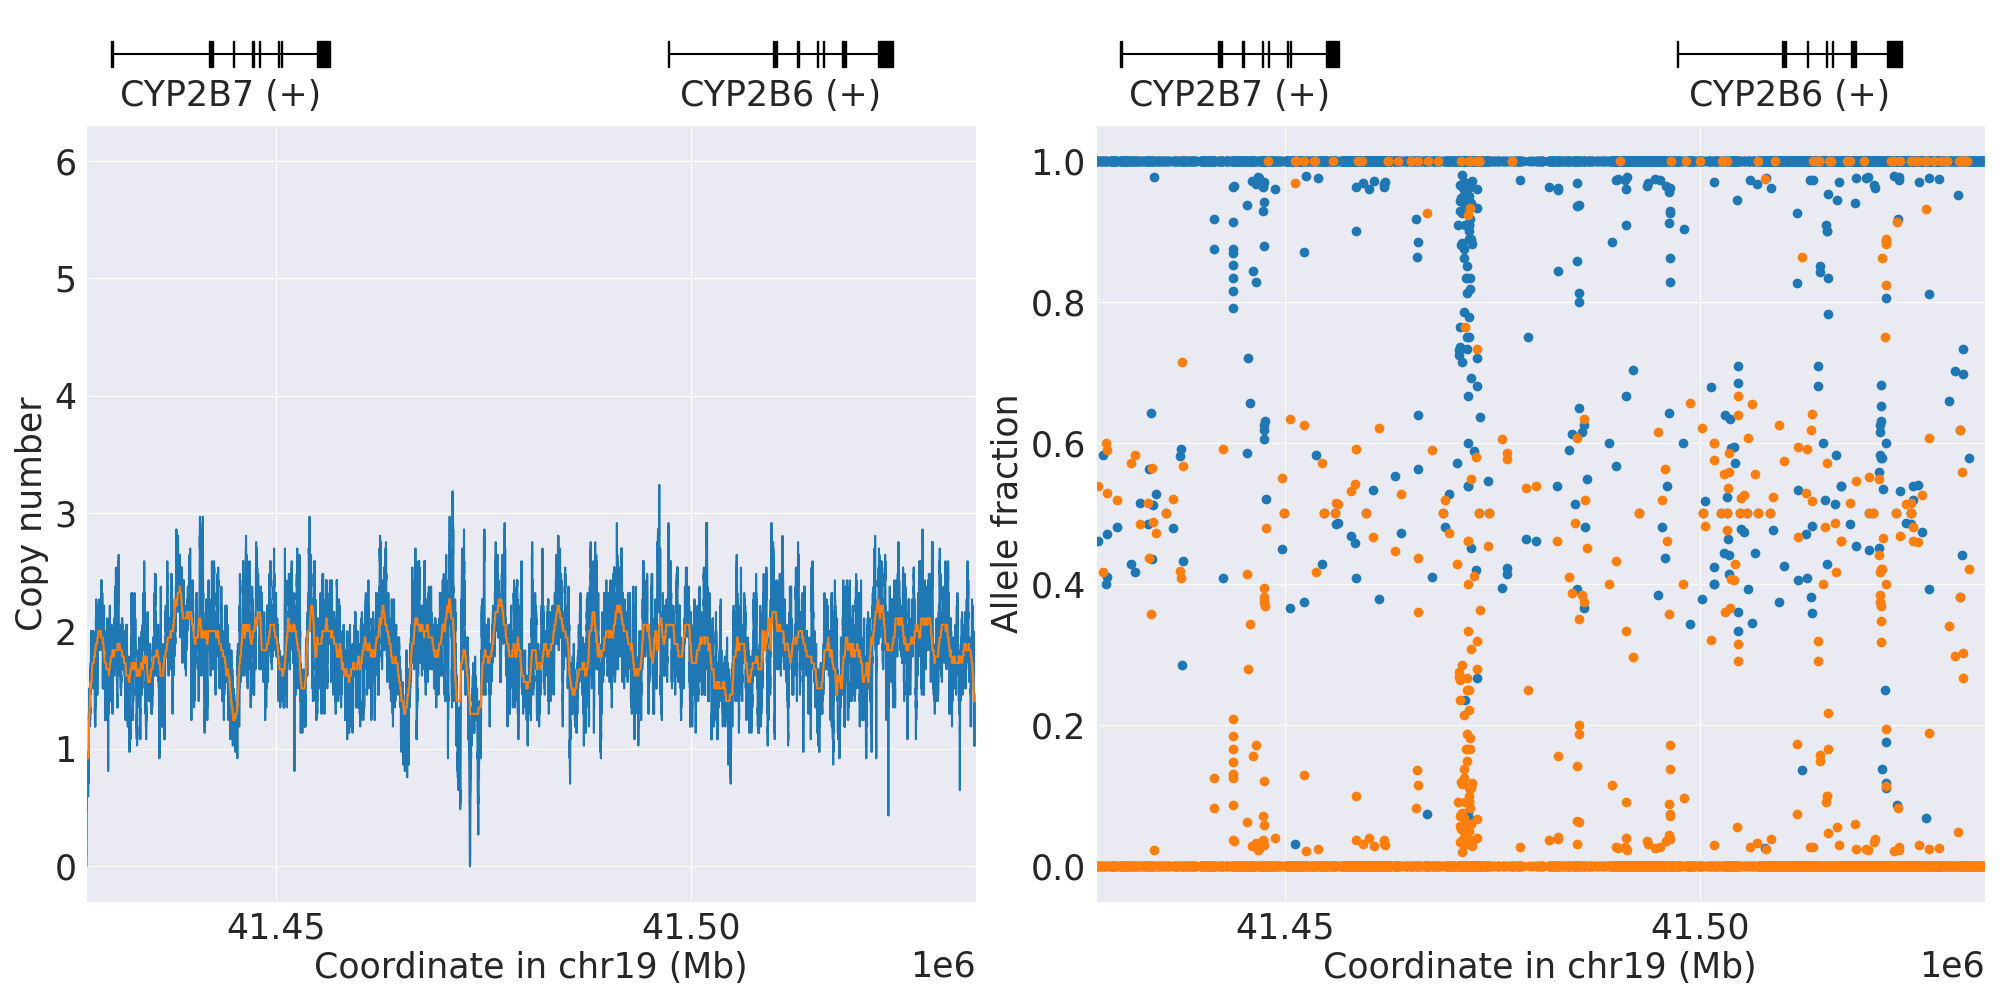 CYP2B7 (+)
CYP2B6 (+)
CYP2B7 (+)
CYP2B6 (+)
6
5
4
3
2
1
0
Copy number
41.45
41.50
Coordinate in chr19 (Mb)
1e6
1.0
0.8
0.6
0.4
0.2
0.0
Allele fraction
41.45
41.50
Coordinate in chr19 (Mb)
1e6